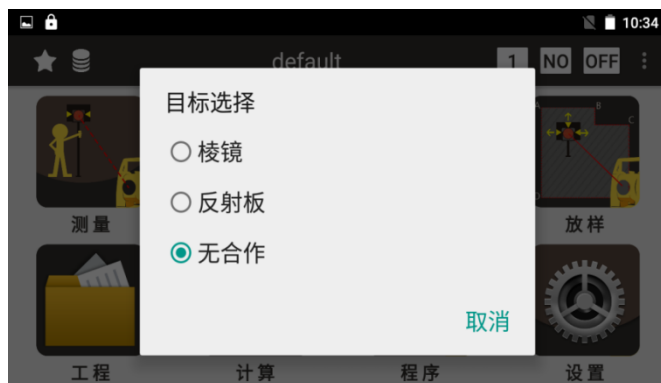 10:34
default
1 NO OFF
目标选择
棱镜
反射板
无合作
取消
A B
C
D
测量
放样
工程
计算
程序
设置